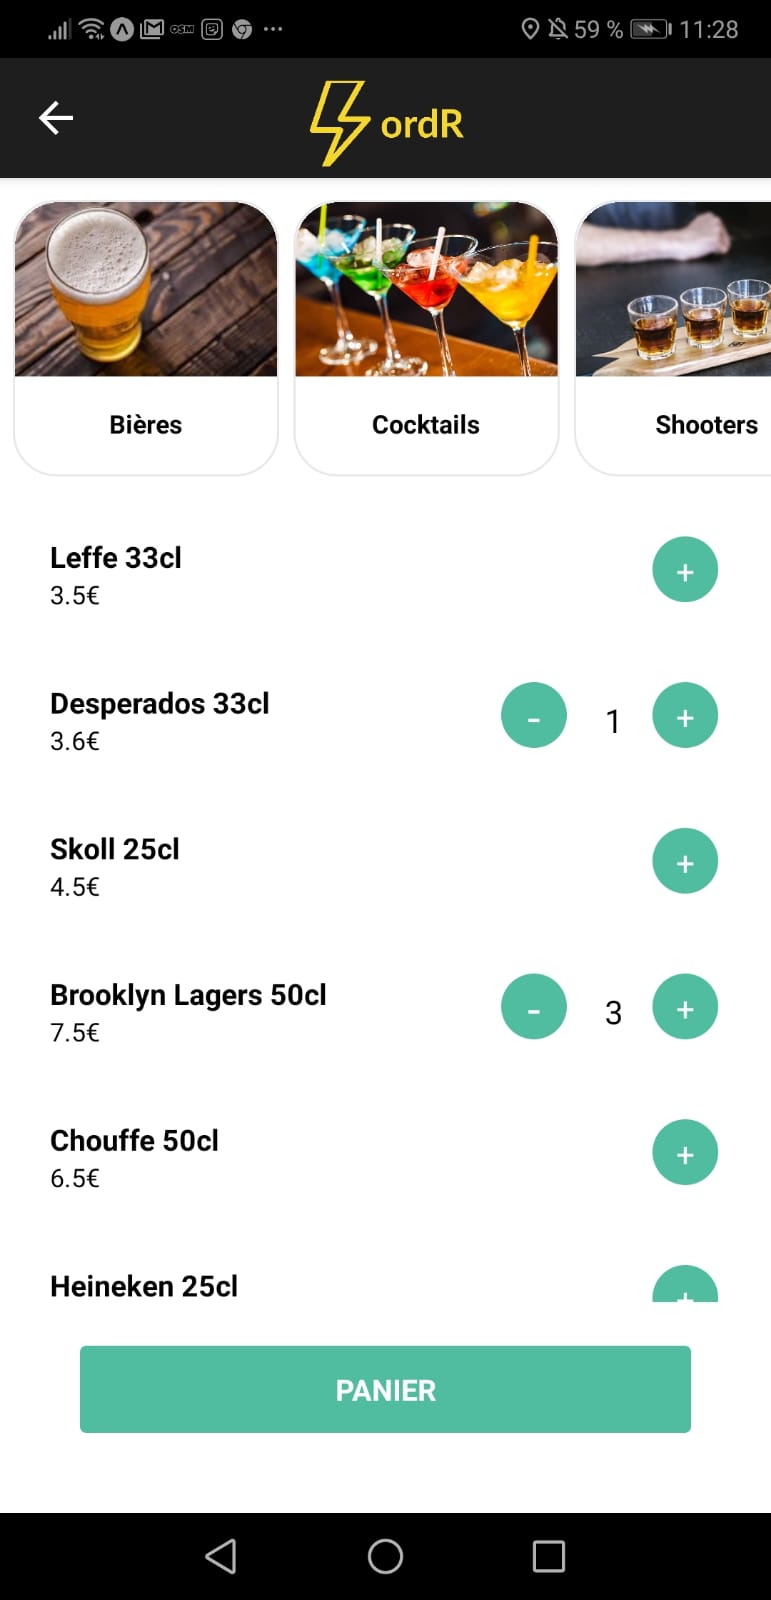 59 % 11:28
ordR
Bières Cocktails Shooters
Leffe 33cl
3.5€
+
Desperados 33cl
3.6€
- 1 +
Skoll 25cl
4.5€
+
Brooklyn Lagers 50cl
7.5€
- 3 +
Chouffe 50cl
6.5€
+
Heineken 25cl
+
PANIER